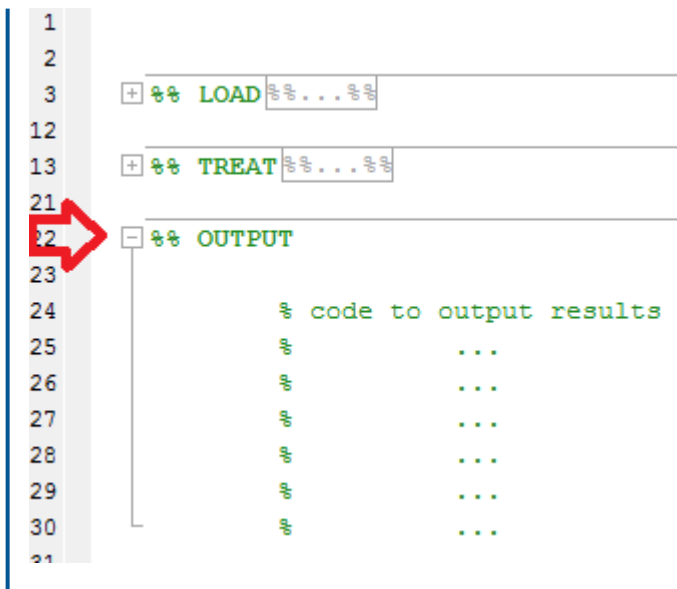 1
2
3 %% LOAD %%...%%
12
13 %% TREAT %%...%%
21
22 %% OUTPUT
23
24 % code to output results
25 % ...
26 % ...
27 % ...
28 % ...
29 % ...
30 % ...
31